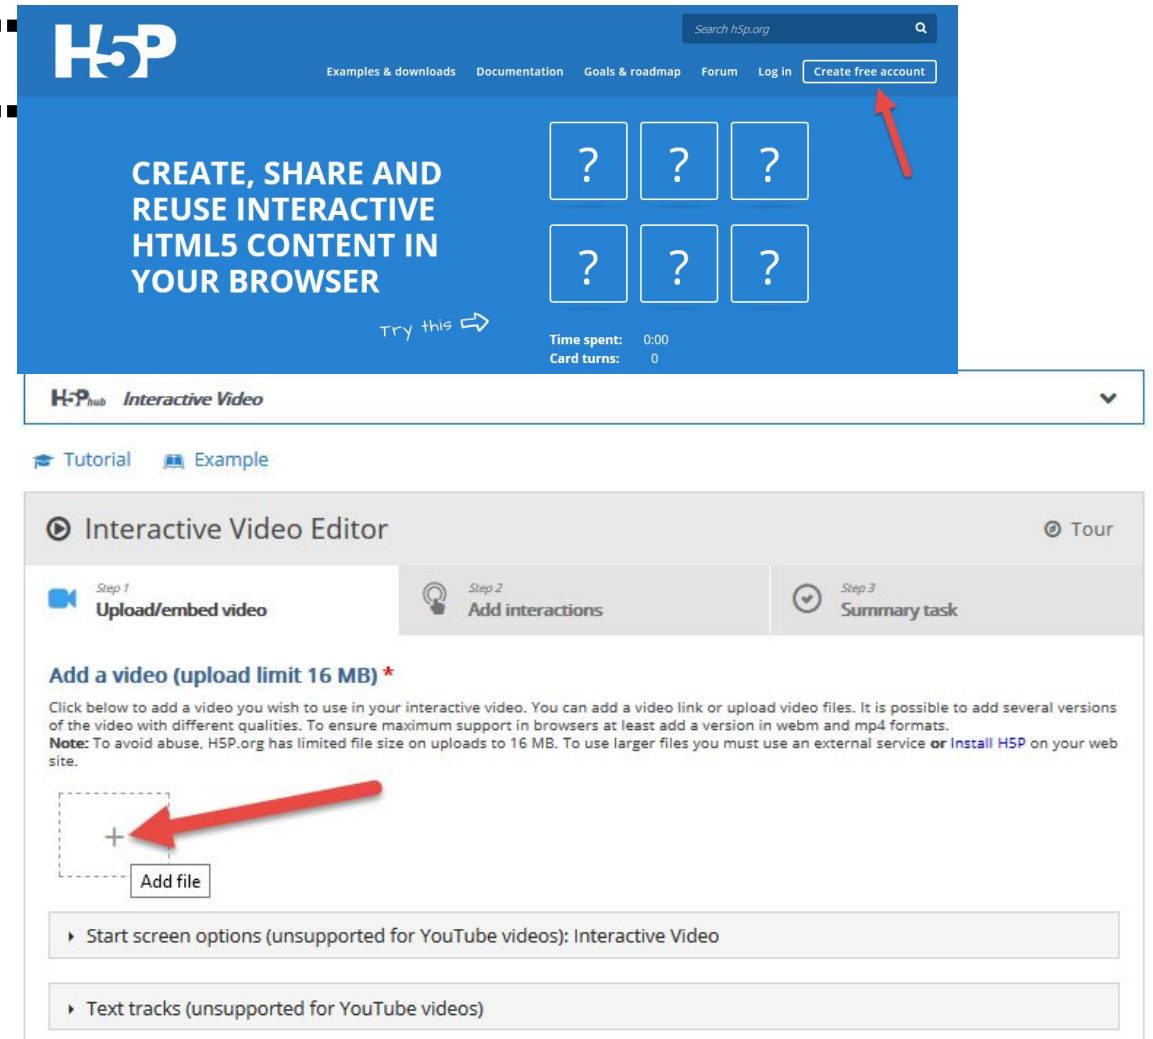 H5P
Search h5p.org
Examples & downloads Documentation Goals & roadmap Forum Log in Create free account
CREATE, SHARE AND
REUSE INTERACTIVE
HTML5 CONTENT IN
YOUR BROWSER
? ? ?
? ? ?
Try this
Time spent: 0:00
Card turns: 0
H5Phub Interactive Video
Tutorial Example
Interactive Video Editor Tour
Step 1 Step 2 Step 3
Upload/embed video Add interactions Summary task
Add a video (upload limit 16 MB) *
Click below to add a video you wish to use in your interactive video. You can add a video link or upload video files. It is possible to add several versions
of the video with different qualities. To ensure maximum support in browsers at least add a version in webm and mp4 formats.
Note: To avoid abuse, H5P.org has limited file size on uploads to 16 MB. To use larger files you must use an external service or Install H5P on your web
site.
+
Add file
Start screen options (unsupported for YouTube videos): Interactive Video
Text tracks (unsupported for YouTube videos)